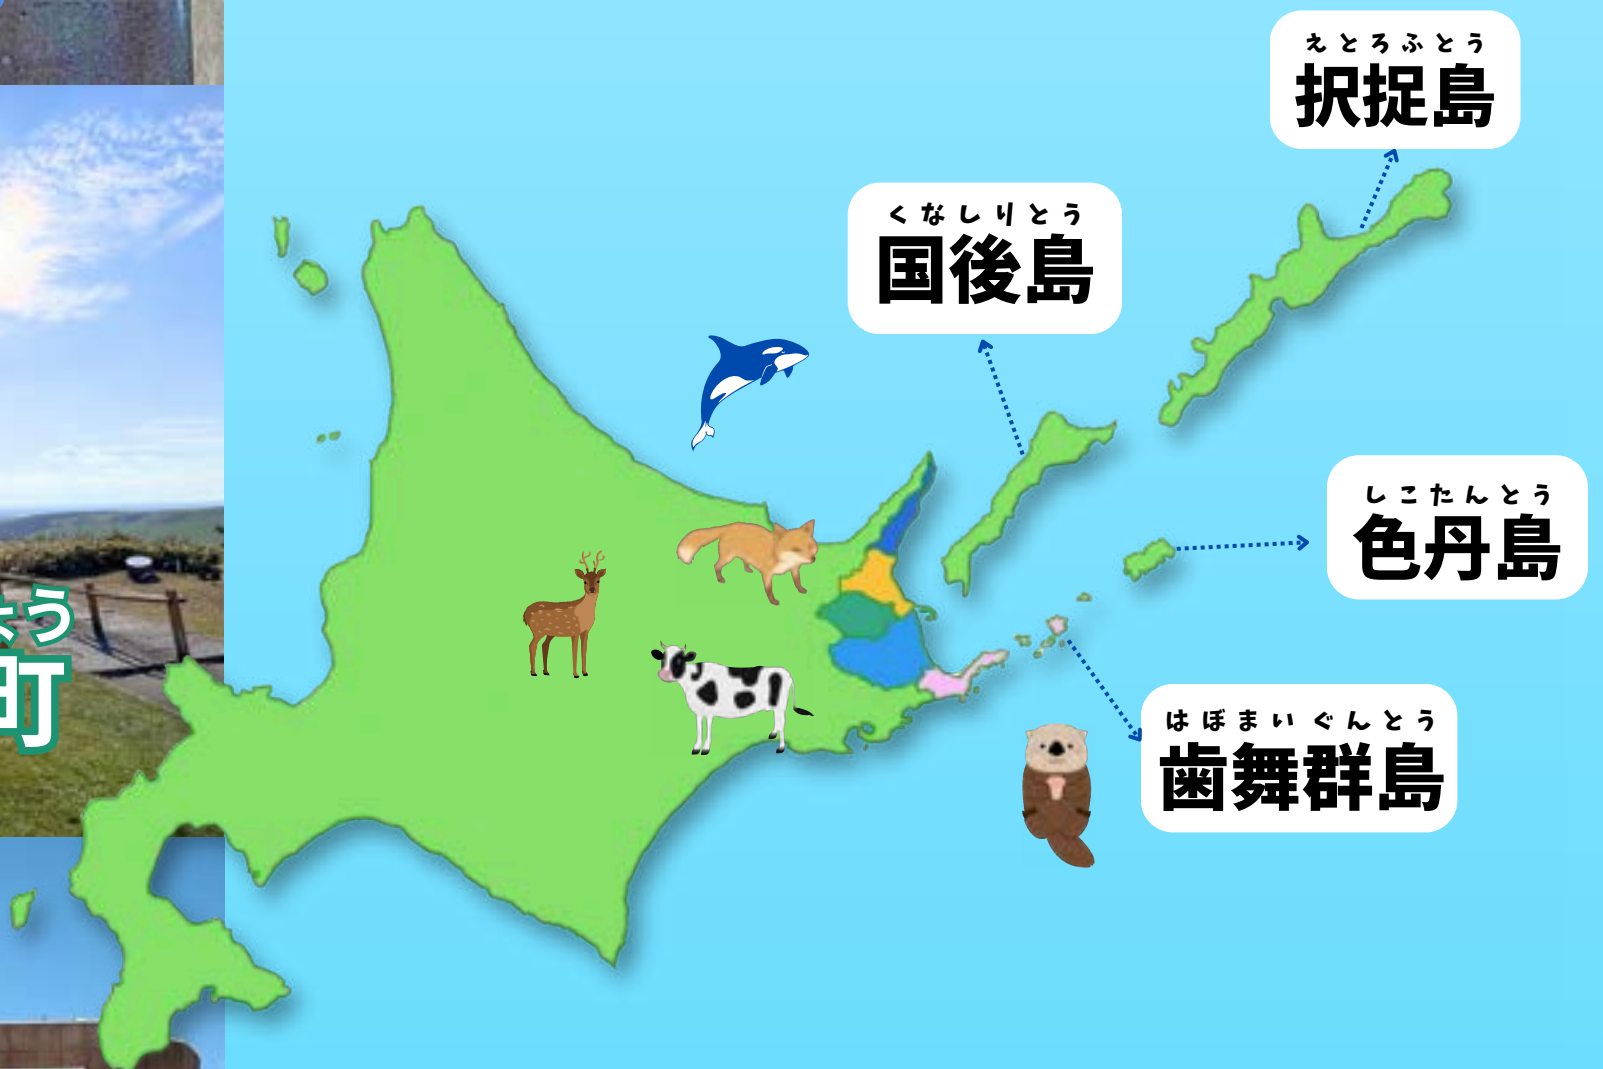 えとろふとう
択捉島
くなしりとう
国後島
しこたんとう
色丹島
はぼまいぐんとう
歯舞群島
う
町